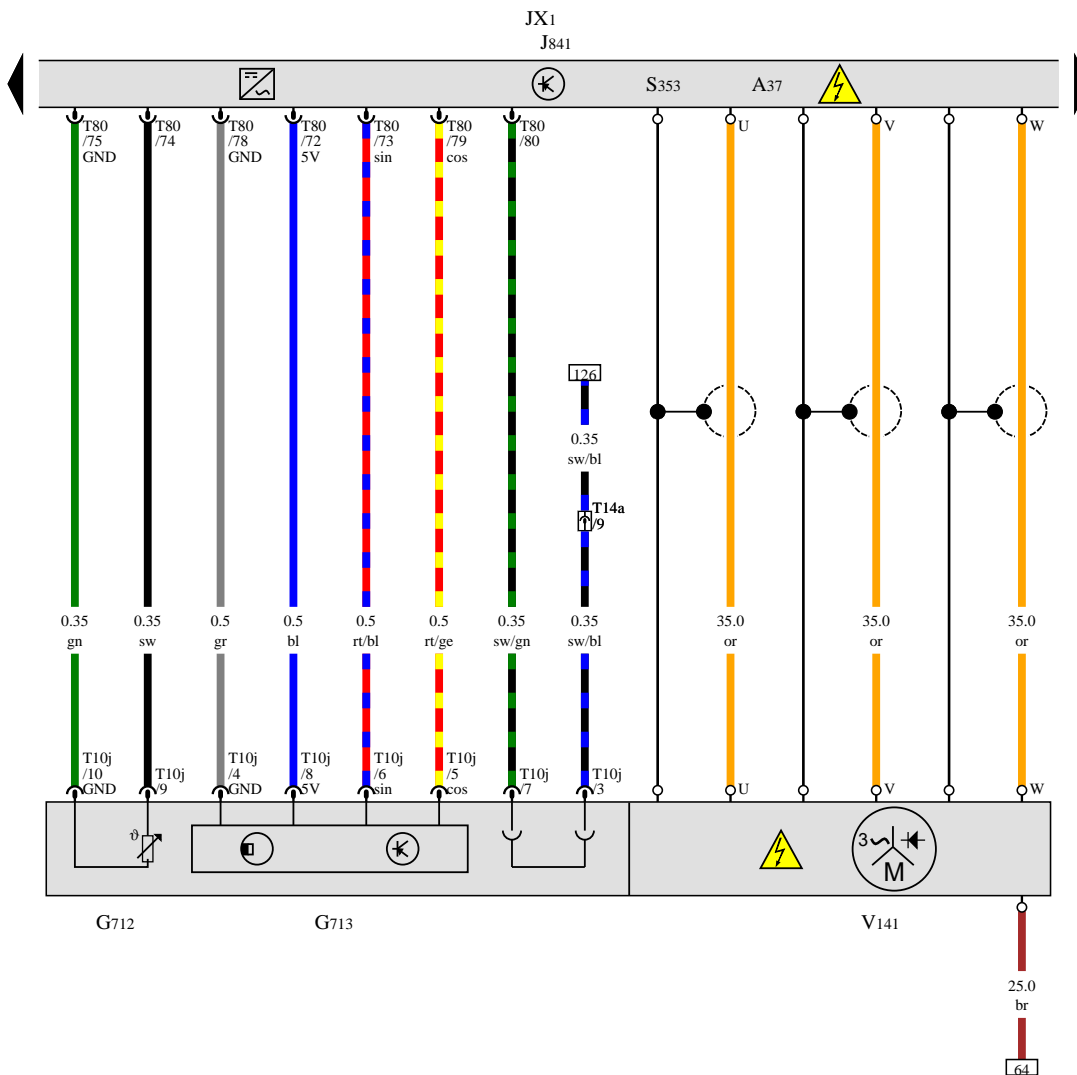 JX1
J841
S353
A37
T80
/75
GND
T80
/74
T80
/78
GND
T80
/72
5V
T80
/73
sin
T80
/79
cos
T80
/80
U
V
W
126
0.35
sw/bl
T14a
/9
0.35
gn
0.35
sw
0.5
gr
0.5
bl
0.5
rt/bl
0.5
rt/ge
0.35
sw/gn
0.35
sw/bl
35.0
or
35.0
or
35.0
or
T10j
/10
GND
T10j
/9
T10j
/4
GND
T10j
/8
5V
T10j
/6
sin
T10j
/5
cos
T10j
/7
T10j
/3
U
V
W
ϑ
3
M
G712
G713
V141
25.0
br
64